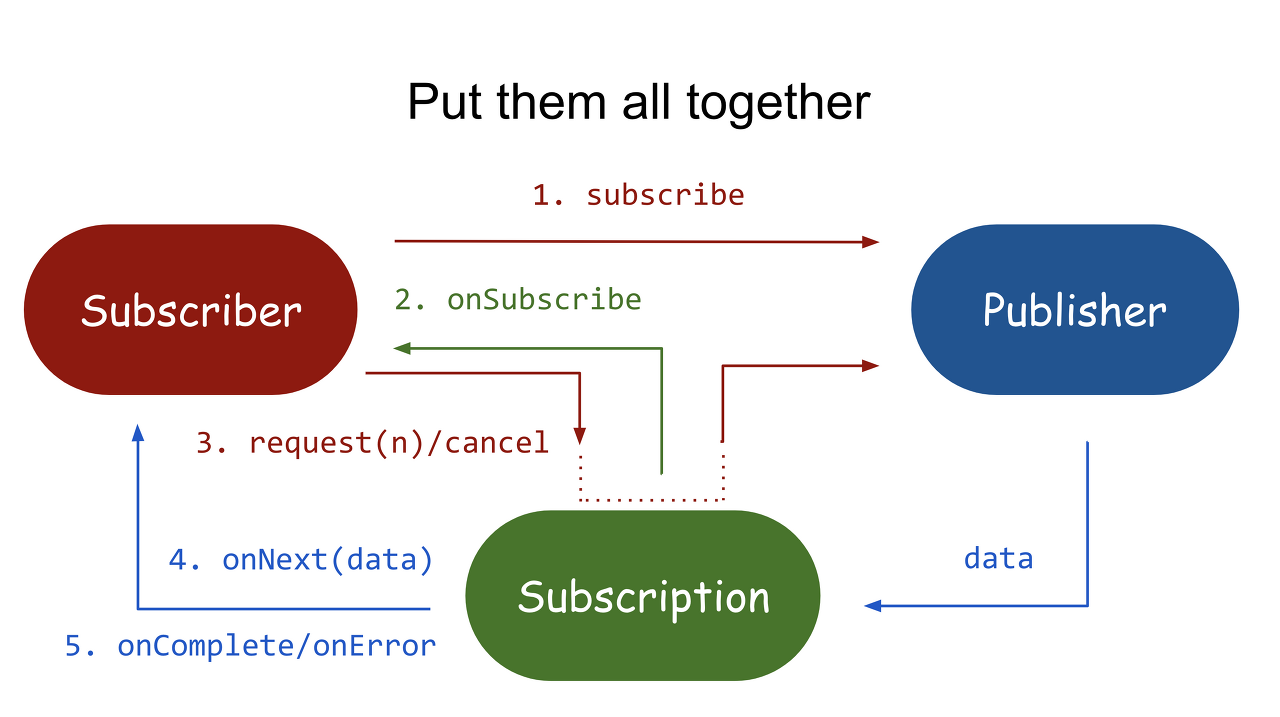 Put them all together
1. subscribe
Subscriber
2. onSubscribe
Publisher
3. request(n)/cancel
4. onNext(data)
data
Subscription
5. onComplete/onError